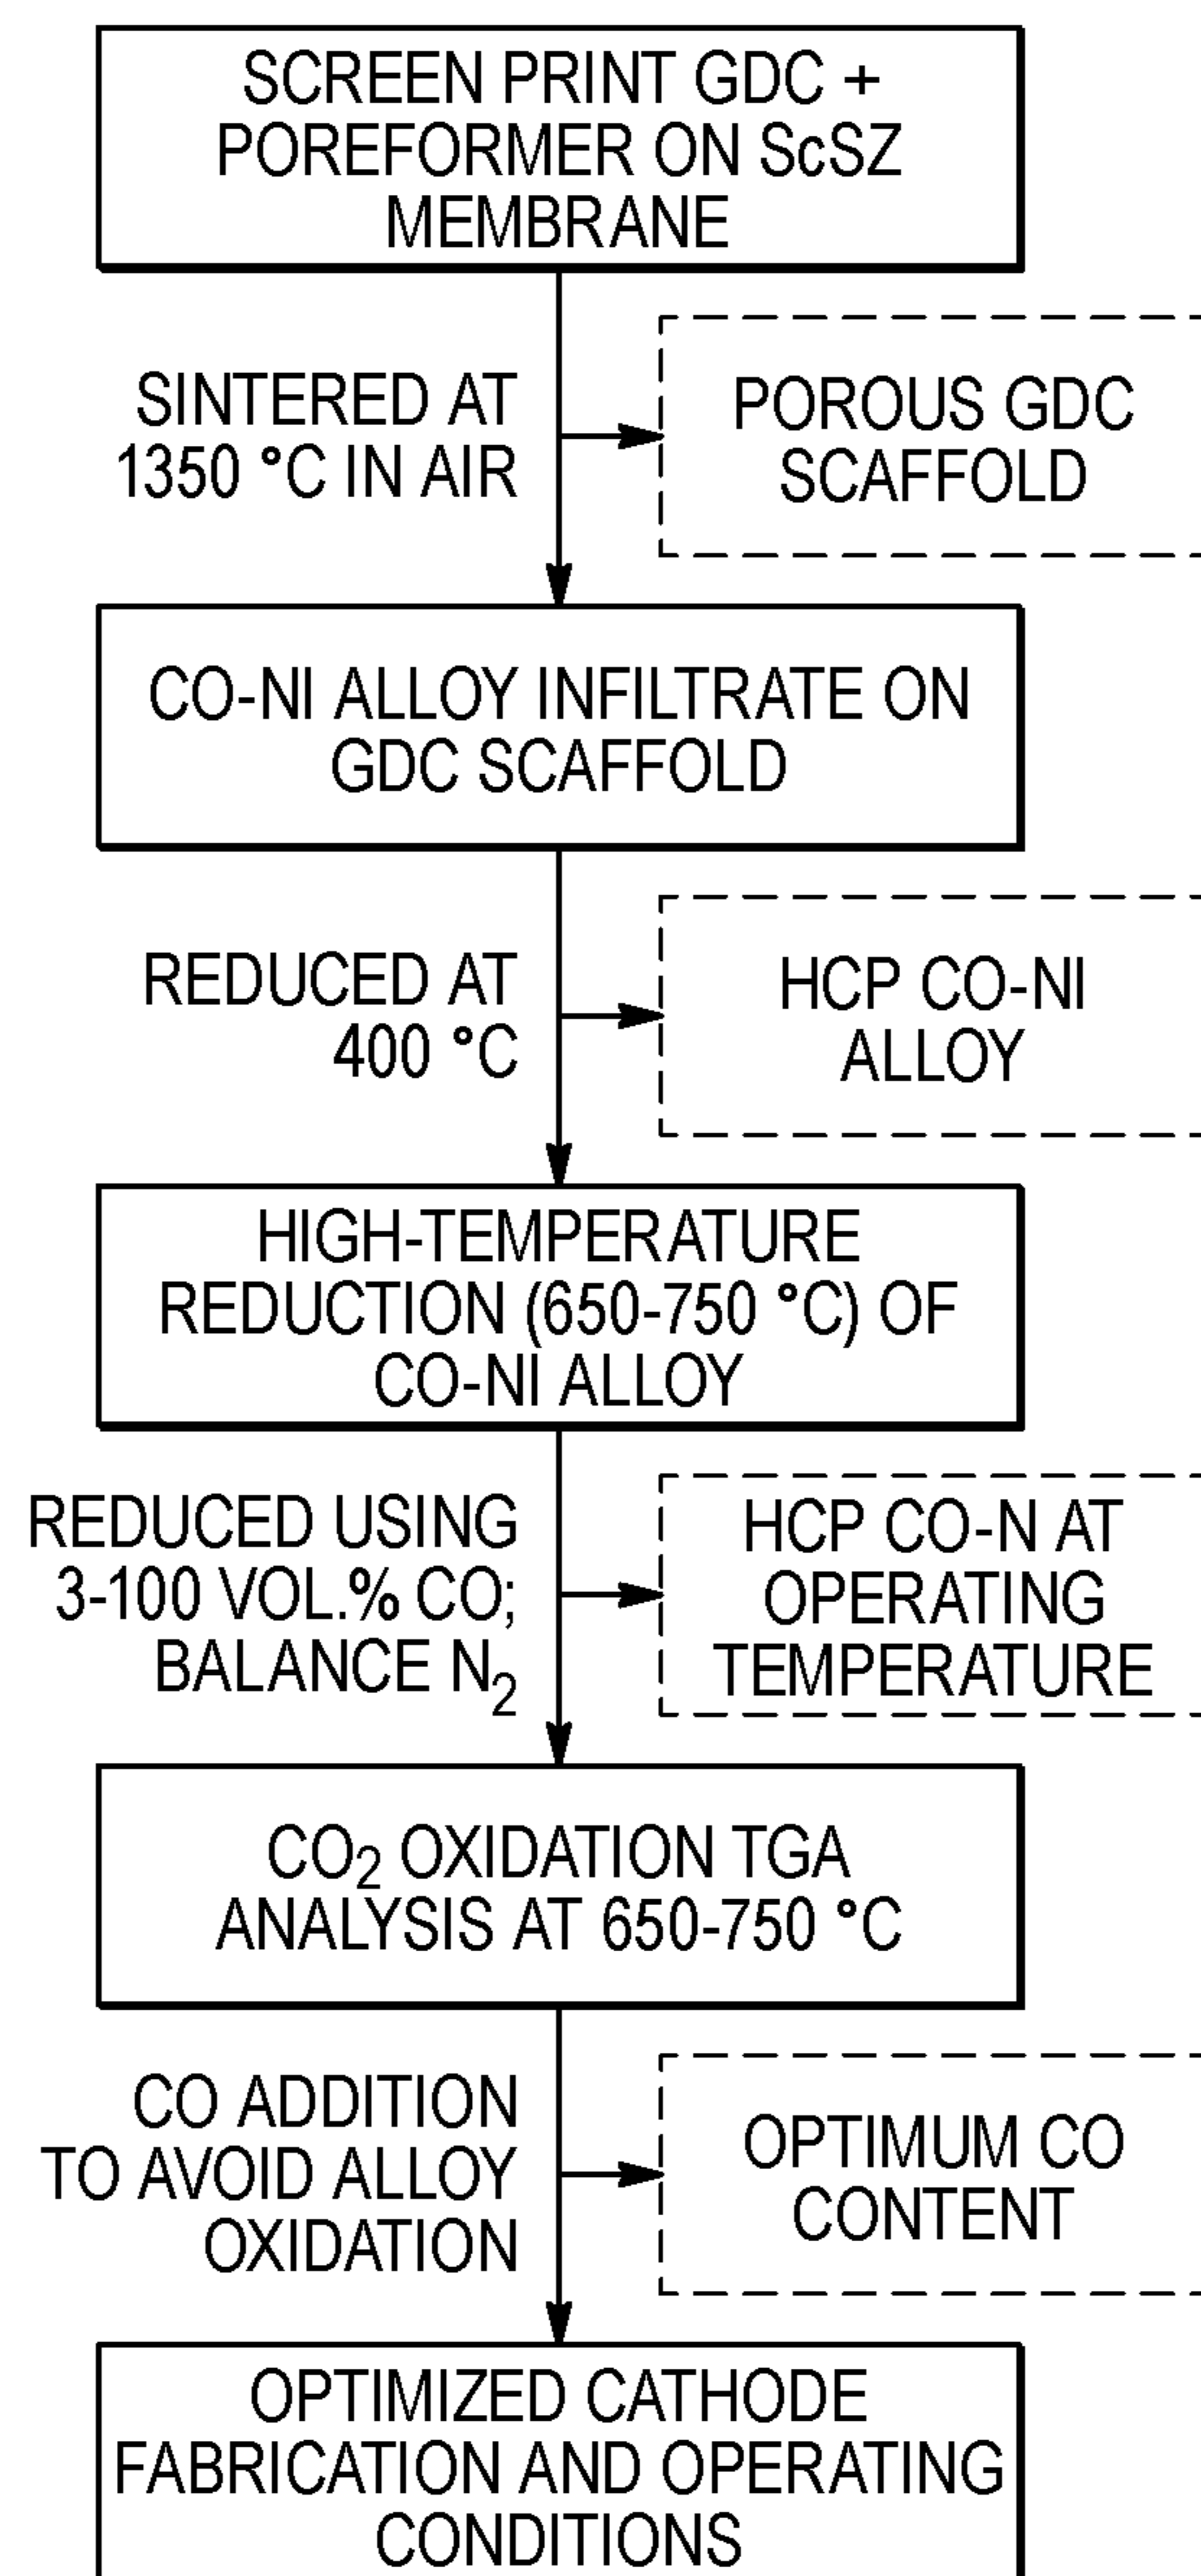 SCREEN PRINT GDC +
POREFORMER ON ScSZ
MEMBRANE
SINTERED AT
1350 °C IN AIR
POROUS GDC
SCAFFOLD
CO-NI ALLOY INFILTRATE ON
GDC SCAFFOLD
REDUCED AT
400 °C
HCP CO-NI
ALLOY
HIGH-TEMPERATURE
REDUCTION (650-750 °C) OF
CO-NI ALLOY
REDUCED USING
3-100 VOL.% CO;
BALANCE N₂
HCP CO-N AT
OPERATING
TEMPERATURE
CO₂ OXIDATION TGA
ANALYSIS AT 650-750 °C
CO ADDITION
TO AVOID ALLOY
OXIDATION
OPTIMUM CO
CONTENT
OPTIMIZED CATHODE
FABRICATION AND OPERATING
CONDITIONS